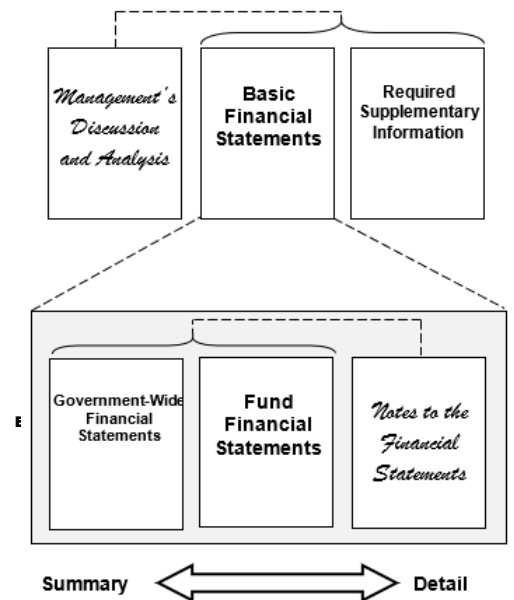 Management's
Discussion
and Analysis
Basic
Financial
Statements
Required
Supplementary
Information
Government-Wide
Financial
Statements
Fund
Financial
Statements
Notes to the
Financial
Statements
Summary
Detail